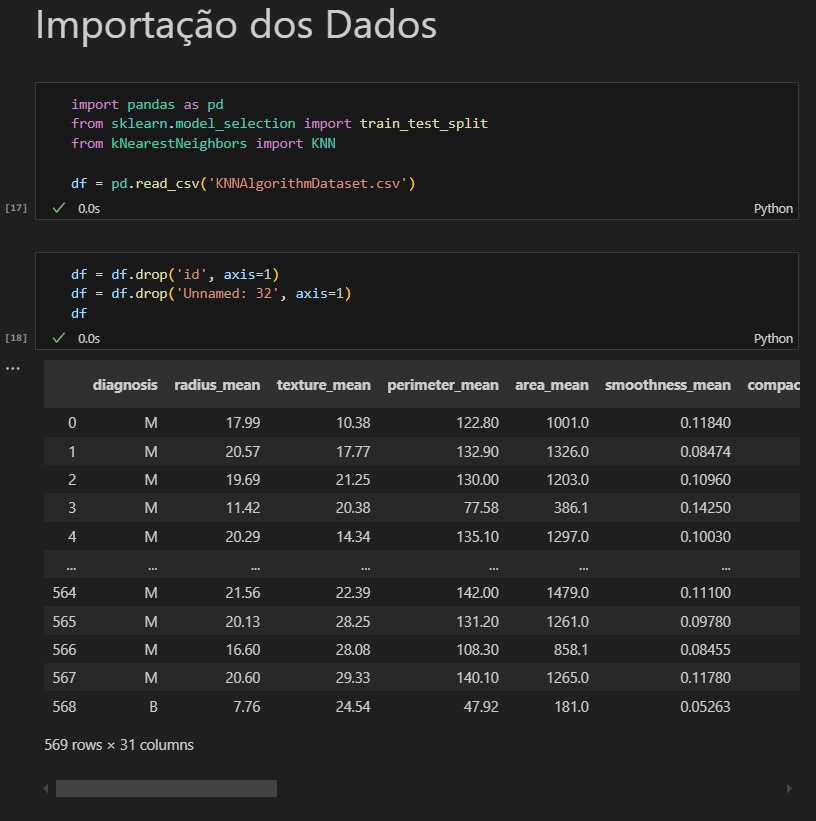 Importação dos Dados
import pandas as pd
from sklearn.model_selection import train_test_split
from kNearestNeighbors import KNN
df = pd.read_csv('KNNAlgorithmDataset.csv')
[17] ✓ 0.0s Python
df = df.drop('id', axis=1)
df = df.drop('Unnamed: 32', axis=1)
df
[18] ✓ 0.0s Python
...
diagnosis radius_mean texture_mean perimeter_mean area_mean smoothness_mean compac
0 M 17.99 10.38 122.80 1001.0 0.11840
1 M 20.57 17.77 132.90 1326.0 0.08474
2 M 19.69 21.25 130.00 1203.0 0.10960
3 M 11.42 20.38 77.58 386.1 0.14250
4 M 20.29 14.34 135.10 1297.0 0.10030
... ... ... ... ... ... ...
564 M 21.56 22.39 142.00 1479.0 0.11100
565 M 20.13 28.25 131.20 1261.0 0.09780
566 M 16.60 28.08 108.30 858.1 0.08455
567 M 20.60 29.33 140.10 1265.0 0.11780
568 B 7.76 24.54 47.92 181.0 0.05263
569 rows × 31 columns